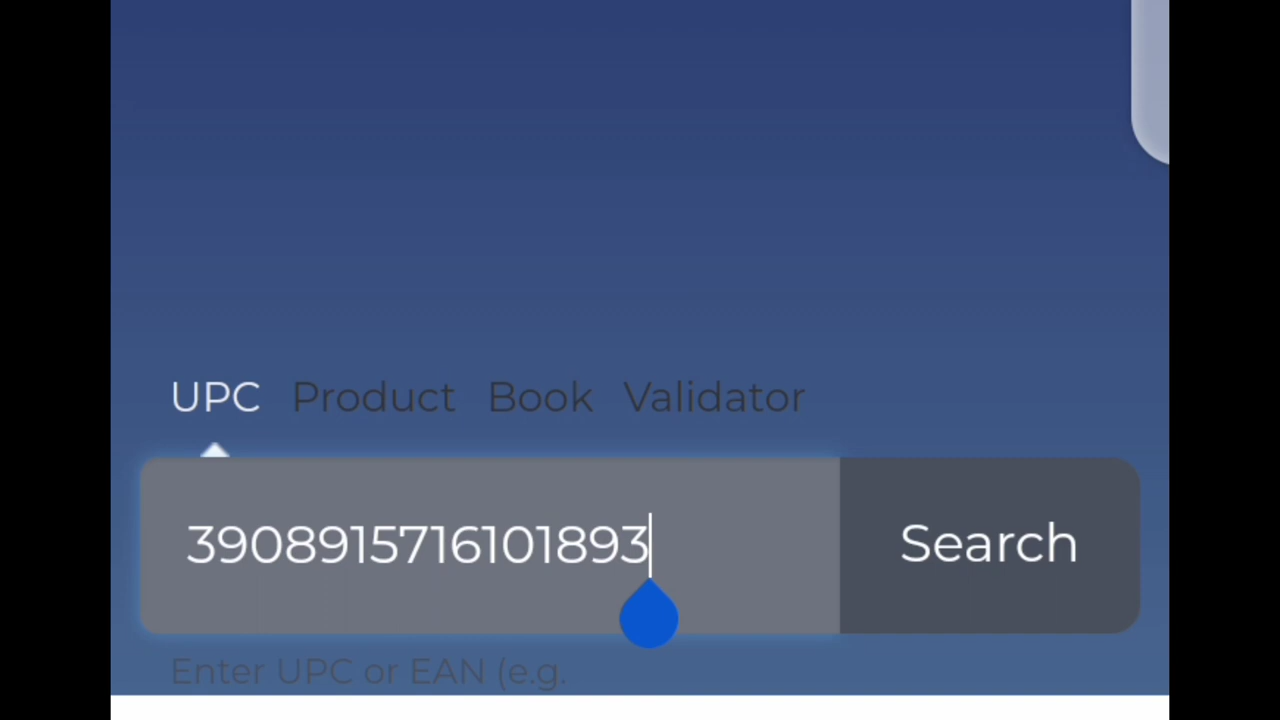 UPC Product Book Validator
3908915716101893 Search
Enter UPC or EAN (e.g.